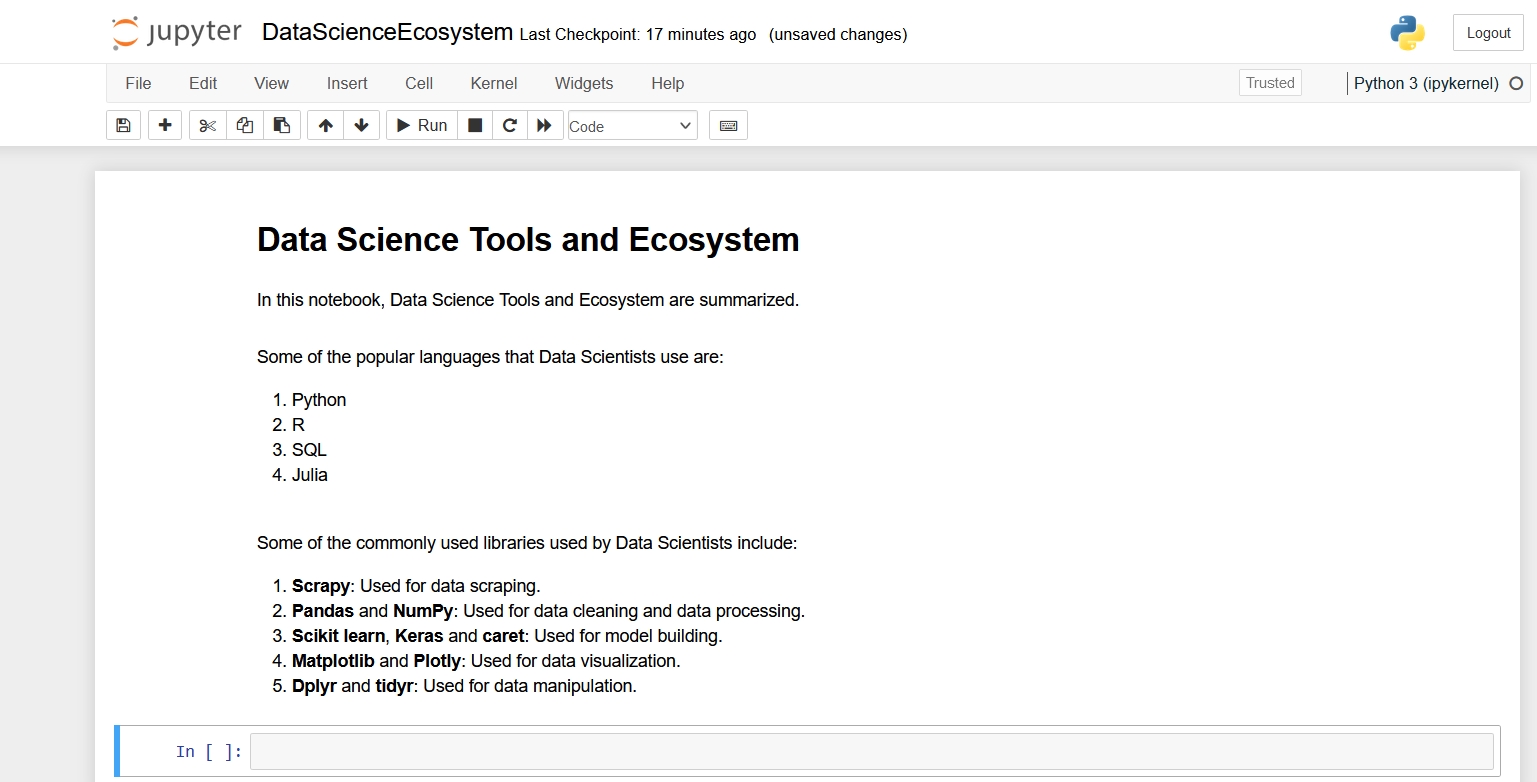 jupyter DataScienceEcosystem Last Checkpoint: 17 minutes ago (unsaved changes) Logout
File Edit View Insert Cell Kernel Widgets Help Trusted Python 3 (ipykernel)
Run Code
Data Science Tools and Ecosystem
In this notebook, Data Science Tools and Ecosystem are summarized.
Some of the popular languages that Data Scientists use are:
1. Python
2. R
3. SQL
4. Julia
Some of the commonly used libraries used by Data Scientists include:
1. Scrapy: Used for data scraping.
2. Pandas and NumPy: Used for data cleaning and data processing.
3. Scikit learn, Keras and caret: Used for model building.
4. Matplotlib and Plotly: Used for data visualization.
5. Dplyr and tidyr: Used for data manipulation.
In [ ]: